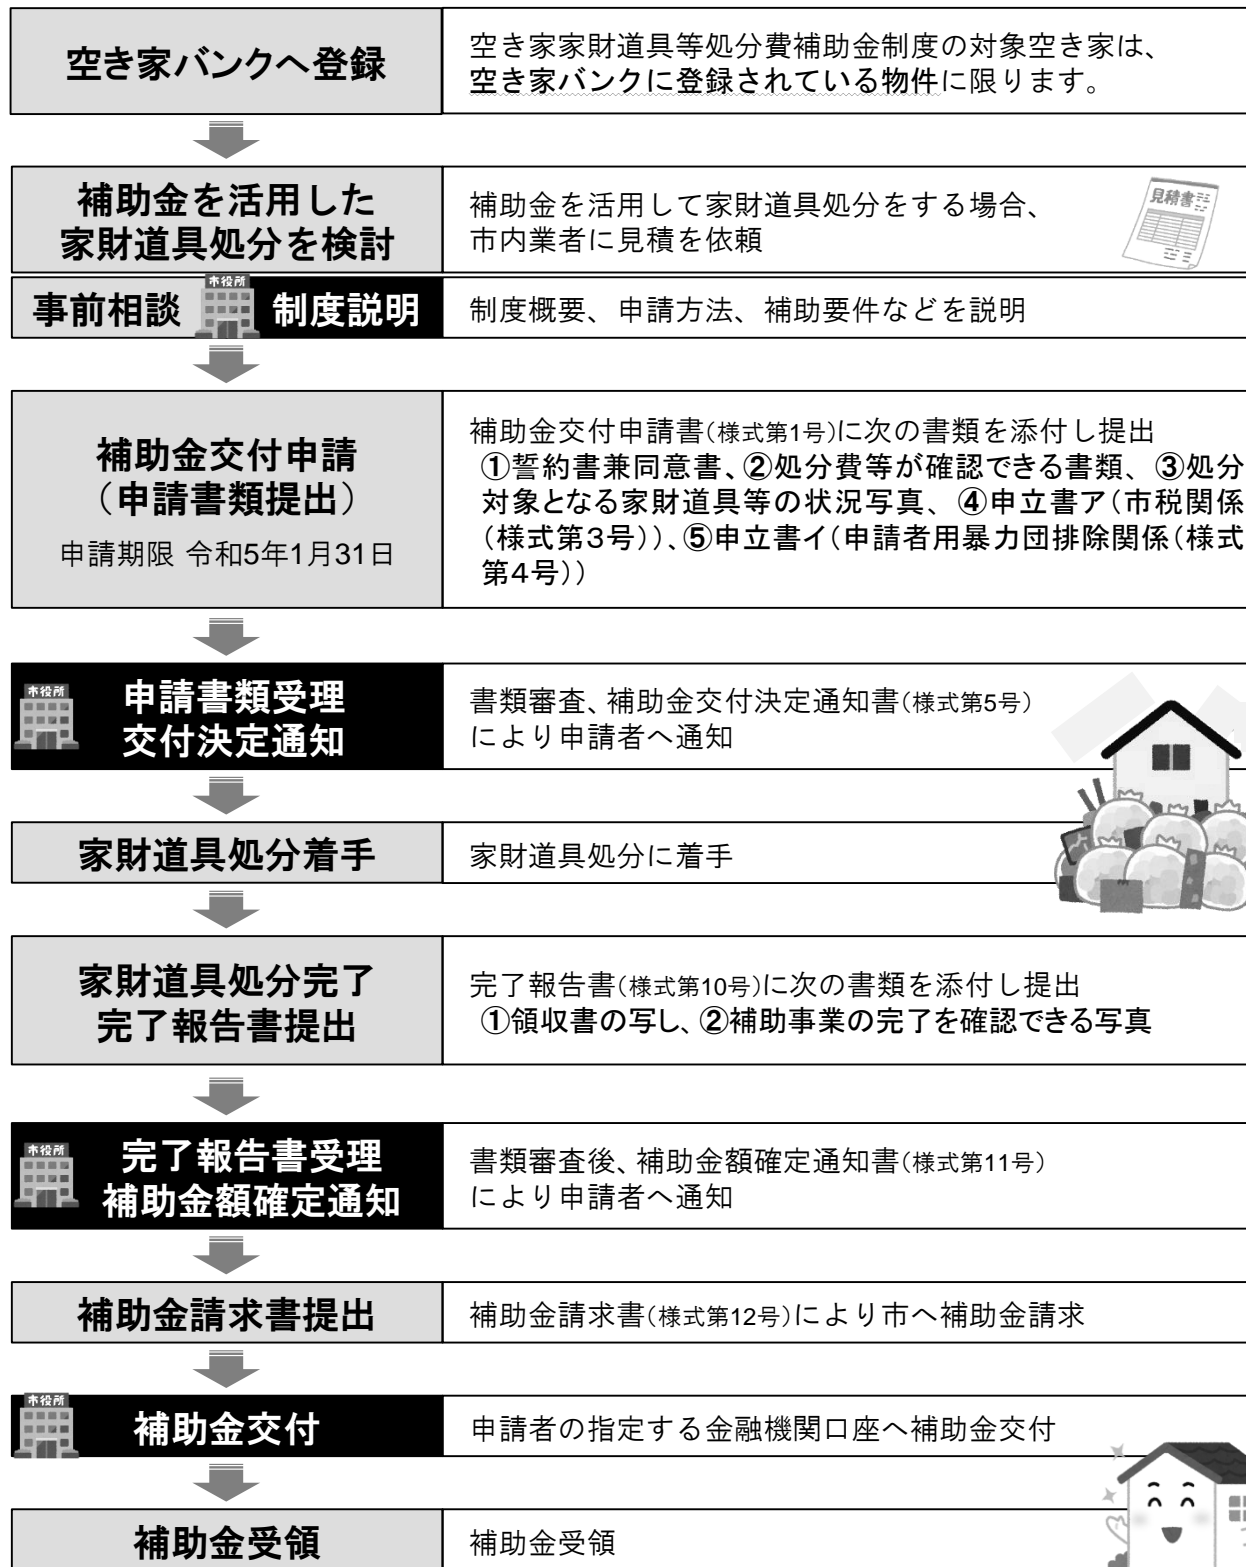 空き家バンクへ登録
空き家家財道具等処分費補助金制度の対象空き家は、
空き家バンクに登録されている物件に限ります。
補助金を活用した
家財道具処分を検討
補助金を活用して家財道具処分をする場合、
市内業者に見積を依頼
見積書
事前相談
市役所
制度説明
制度概要、申請方法、補助要件などを説明
補助金交付申請
（申請書類提出）
申請期限 令和5年1月31日
補助金交付申請書(様式第1号)に次の書類を添付し提出
①誓約書兼同意書、②処分費等が確認できる書類、③処分
対象となる家財道具等の状況写真、④申立書ア（市税関係
（様式第3号））、⑤申立書イ（申請者用暴力団排除関係（様式
第4号））
市役所
申請書類受理
交付決定通知
書類審査、補助金交付決定通知書(様式第5号)
により申請者へ通知
家財道具処分着手
家財道具処分に着手
家財道具処分完了
完了報告書提出
完了報告書(様式第10号)に次の書類を添付し提出
①領収書の写し、②補助事業の完了を確認できる写真
市役所
完了報告書受理
補助金額確定通知
書類審査後、補助金額確定通知書(様式第11号)
により申請者へ通知
補助金請求書提出
補助金請求書(様式第12号)により市へ補助金請求
市役所
補助金交付
申請者の指定する金融機関口座へ補助金交付
補助金受領
補助金受領